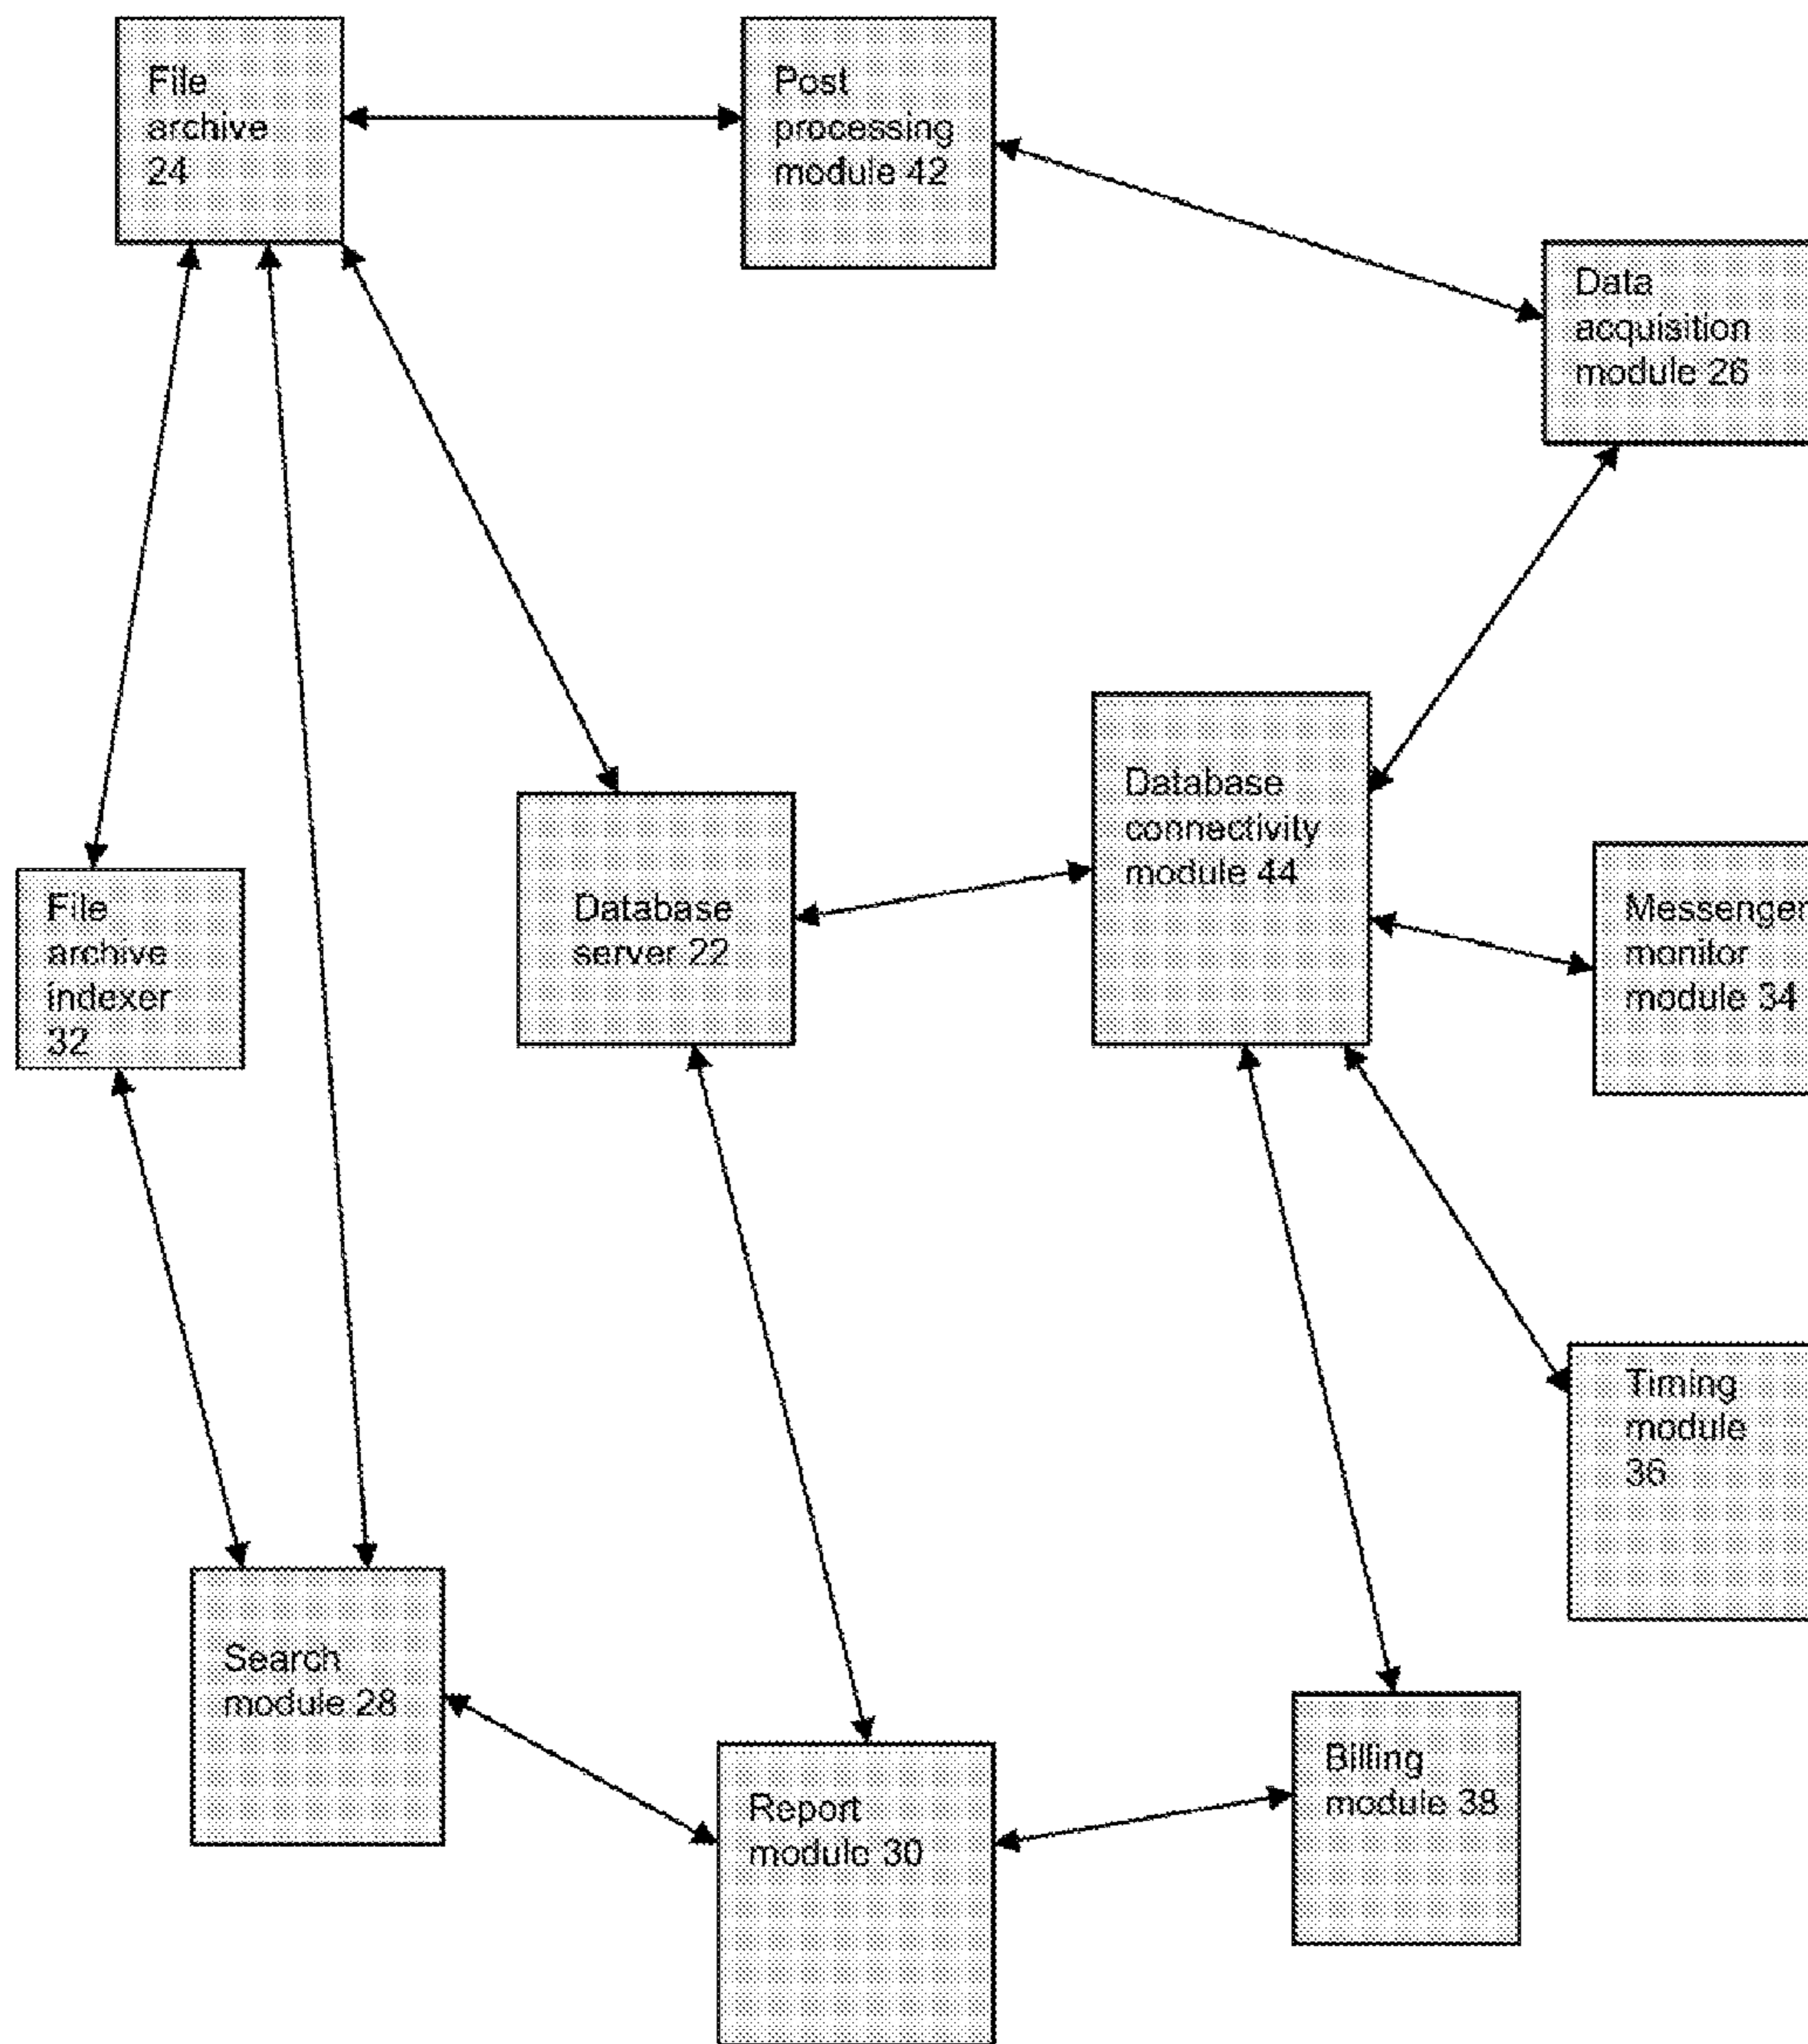 File
archive
24
Post
processing
module 42
Data
acquisition
module 26
Database
connectivity
module 44
Messenger
monitor
module 34
File
archive
indexer
32
Database
server 22
Timing
module
36
Search
module 28
Billing
module 38
Report
module 30